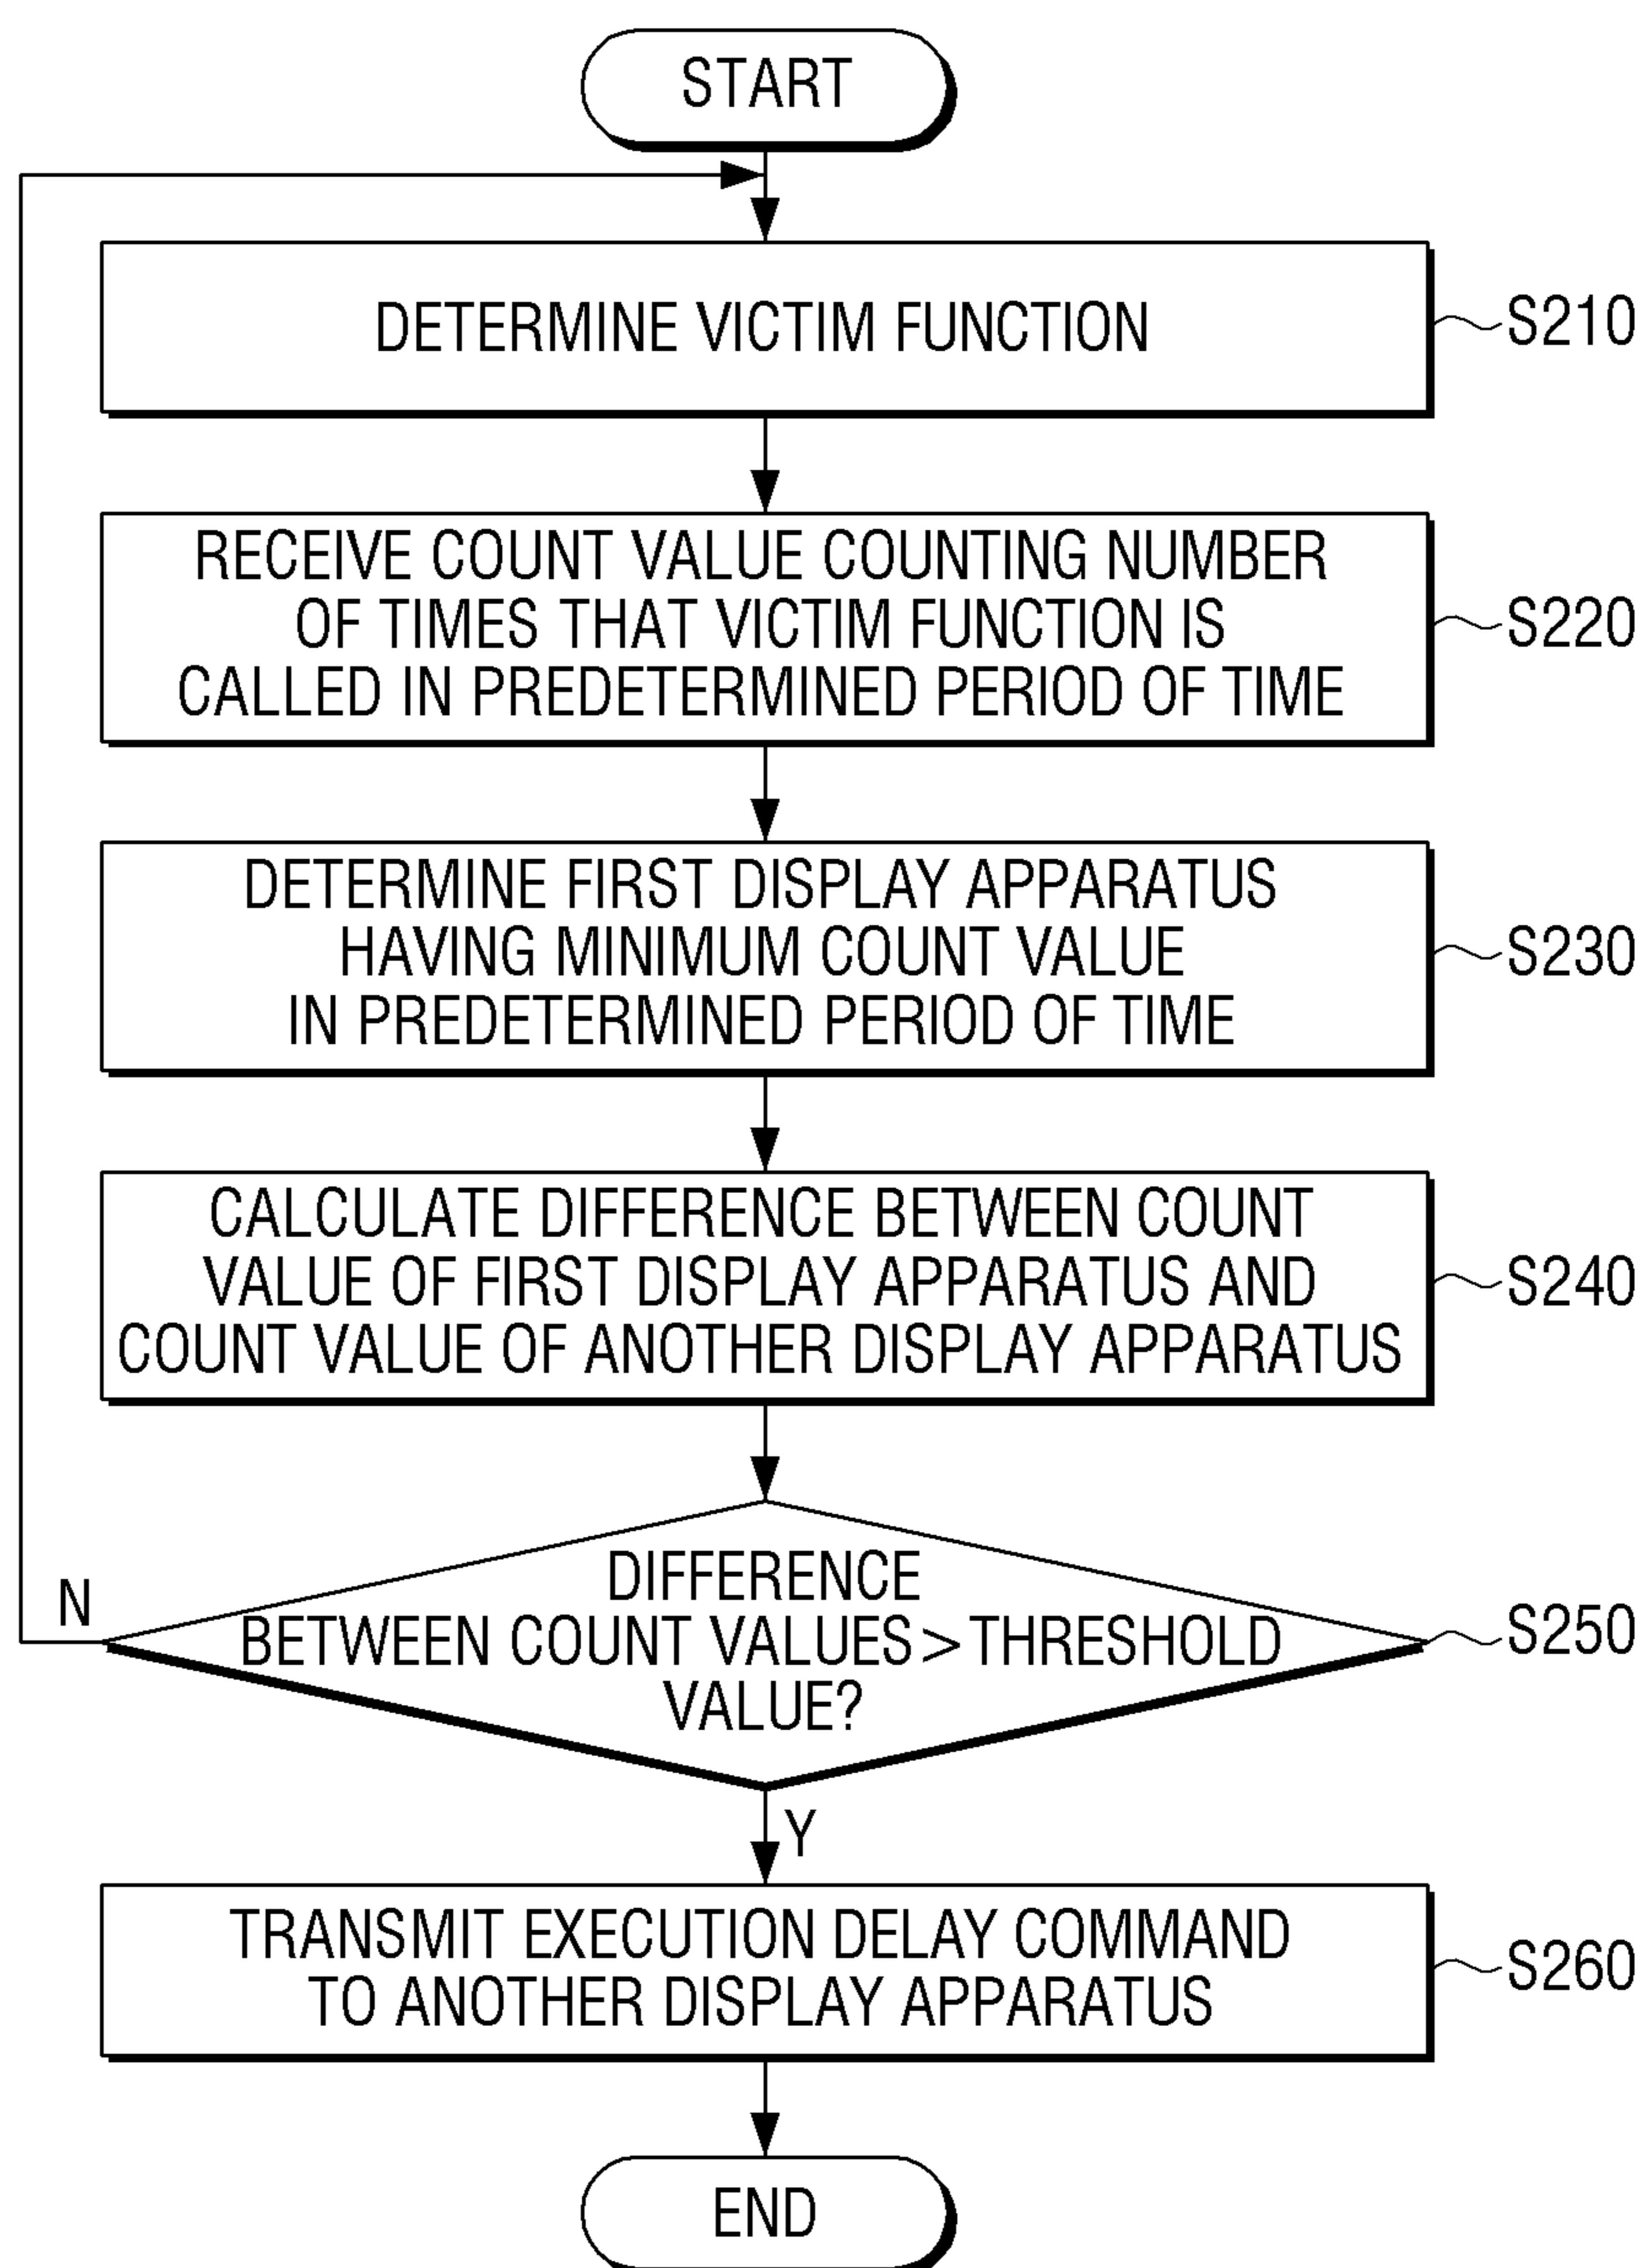 START
DETERMINE VICTIM FUNCTION
S210
RECEIVE COUNT VALUE COUNTING NUMBER
OF TIMES THAT VICTIM FUNCTION IS
CALLED IN PREDETERMINED PERIOD OF TIME
S220
DETERMINE FIRST DISPLAY APPARATUS
HAVING MINIMUM COUNT VALUE
IN PREDETERMINED PERIOD OF TIME
S230
CALCULATE DIFFERENCE BETWEEN COUNT
VALUE OF FIRST DISPLAY APPARATUS AND
COUNT VALUE OF ANOTHER DISPLAY APPARATUS
S240
DIFFERENCE
BETWEEN COUNT VALUES > THRESHOLD
VALUE?
S250
N
Y
TRANSMIT EXECUTION DELAY COMMAND
TO ANOTHER DISPLAY APPARATUS
S260
END